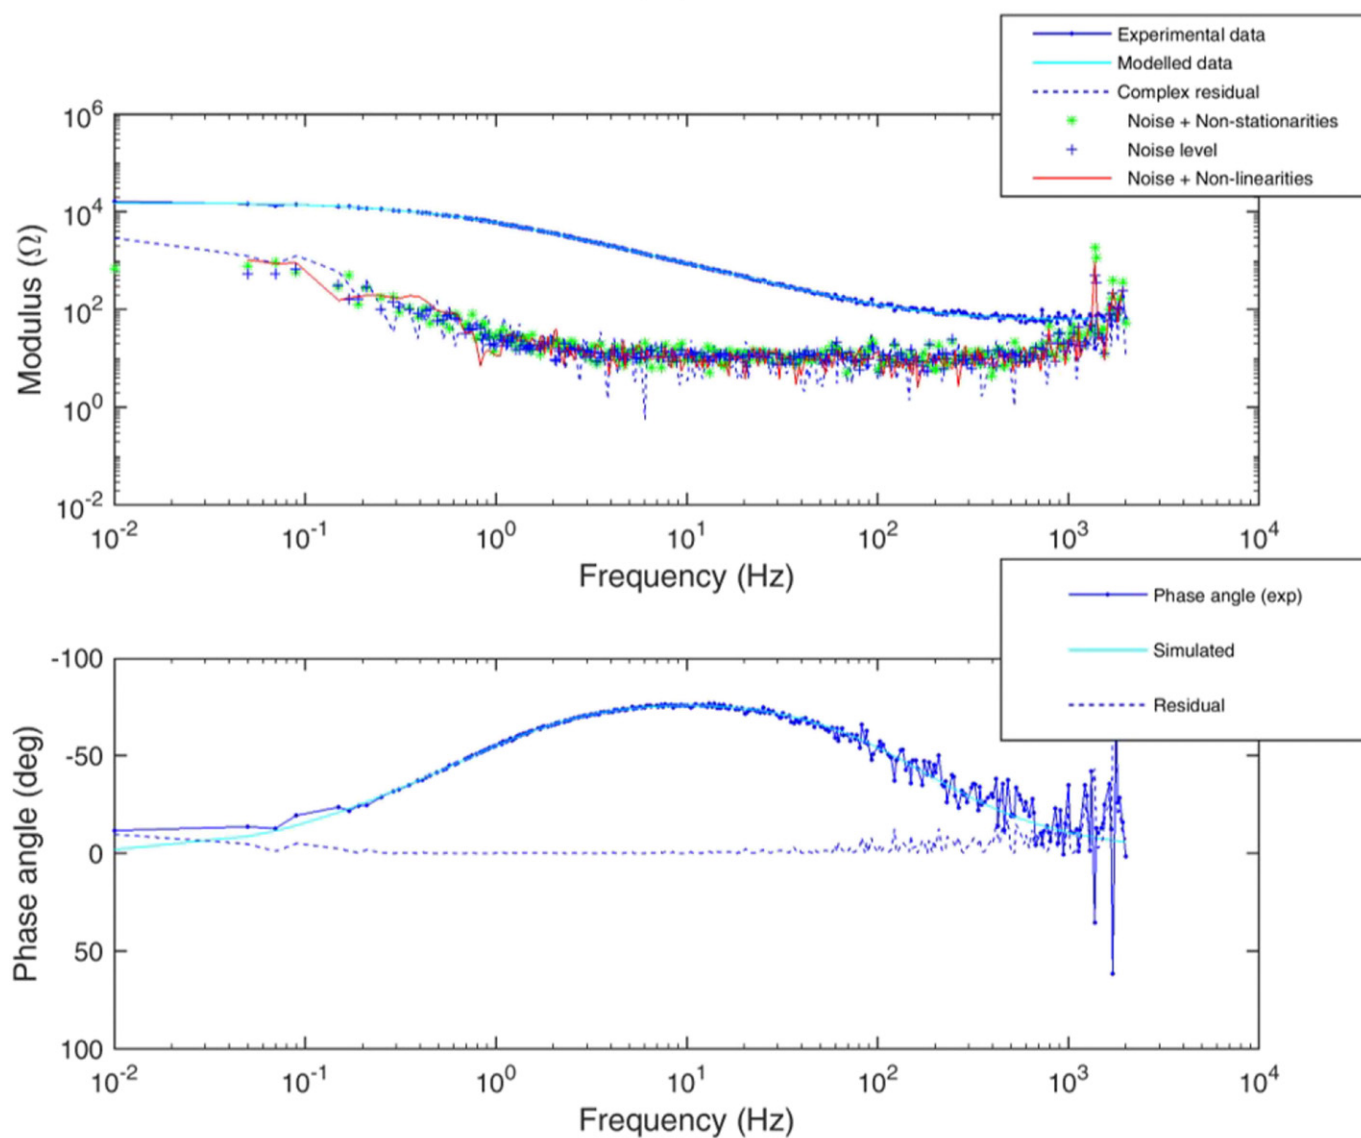 Experimental data
Modelled data
Complex residual
Noise + Non-stationarities
Noise level
Noise + Non-linearities
10^6
10^4
10^2
10^0
10^-2
Modulus (Ω)
10^-2 10^-1 10^0 10^1 10^2 10^3 10^4
Frequency (Hz)
Phase angle (exp)
Simulated
Residual
-100
-50
0
50
100
Phase angle (deg)
10^-2 10^-1 10^0 10^1 10^2 10^3 10^4
Frequency (Hz)